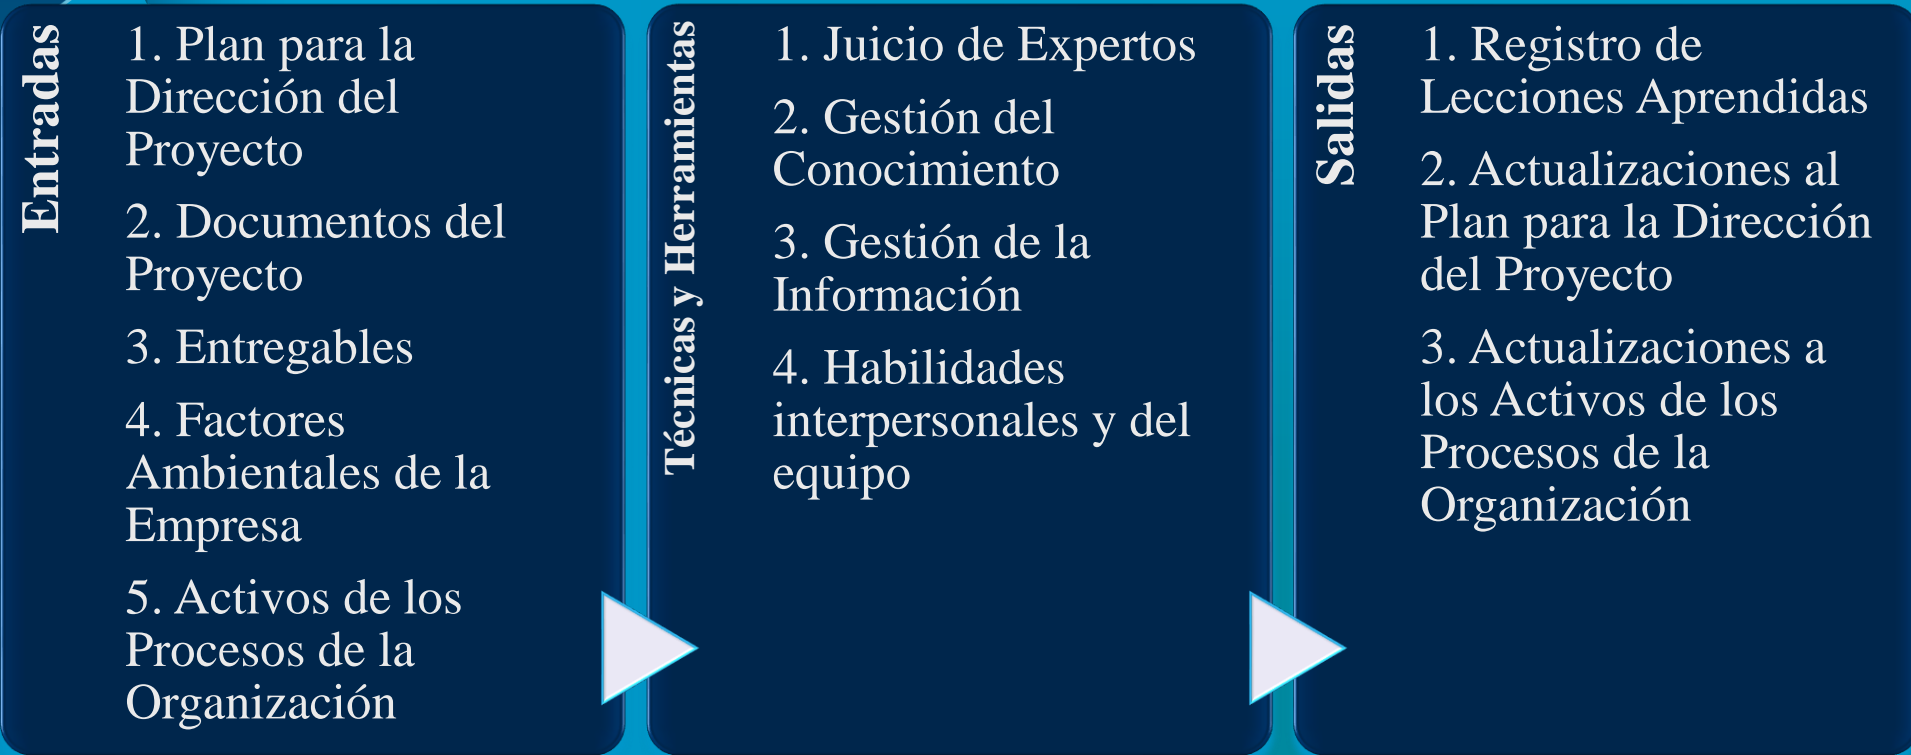 Entradas
1. Plan para la
Dirección del
Proyecto
2. Documentos del
Proyecto
3. Entregables
4. Factores
Ambientales de la
Empresa
5. Activos de los
Procesos de la
Organización
Técnicas y Herramientas
1. Juicio de Expertos
2. Gestión del
Conocimiento
3. Gestión de la
Información
4. Habilidades
interpersonales y del
equipo
Salidas
1. Registro de
Lecciones Aprendidas
2. Actualizaciones al
Plan para la Dirección
del Proyecto
3. Actualizaciones a
los Activos de los
Procesos de la
Organización